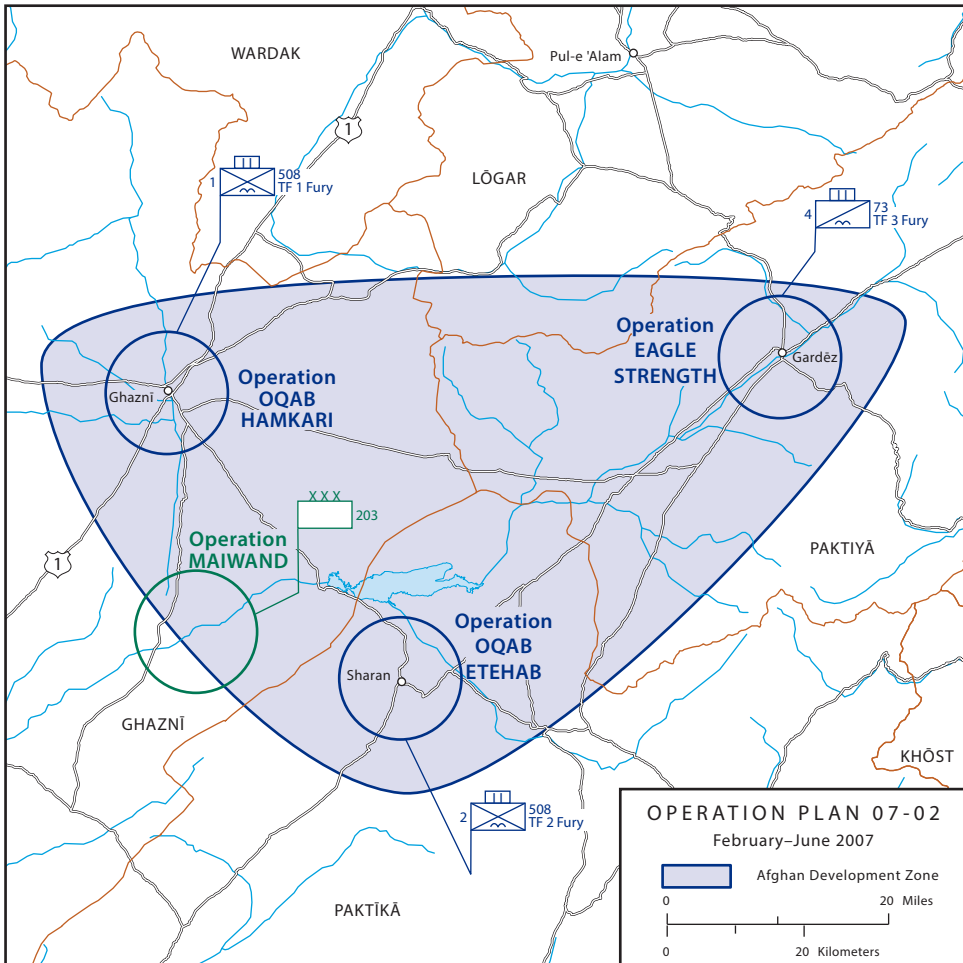 WARDAK
Pul-e 'Alam
1
1
508
TF 1 Fury
LŌGAR
4
73
TF 3 Fury
Operation
EAGLE
STRENGTH
Gardēz
Ghaznī
Operation
OQAB
HAMKARI
X X X
203
Operation
MAIWAND
1
PAKTIYĀ
Operation
OQAB
ETEHAB
Sharan
GHAZNĪ
KHŌST
2
508
TF 2 Fury
PAKTĪKĀ
OPERATION PLAN 07-02
February–June 2007
Afghan Development Zone
0 20 Miles
0 20 Kilometers